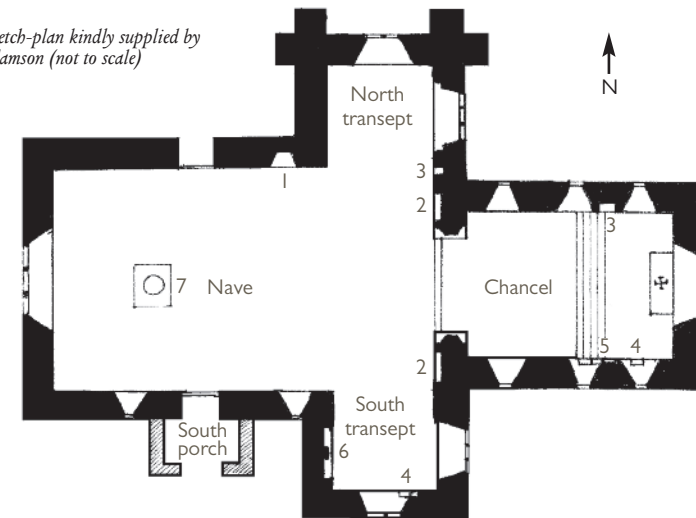 etch-plan kindly supplied by
amson (not to scale)
N
North
transept
1
3
2
3
7
Nave
Chancel
5
4
2
South
transept
South
porch
6
4